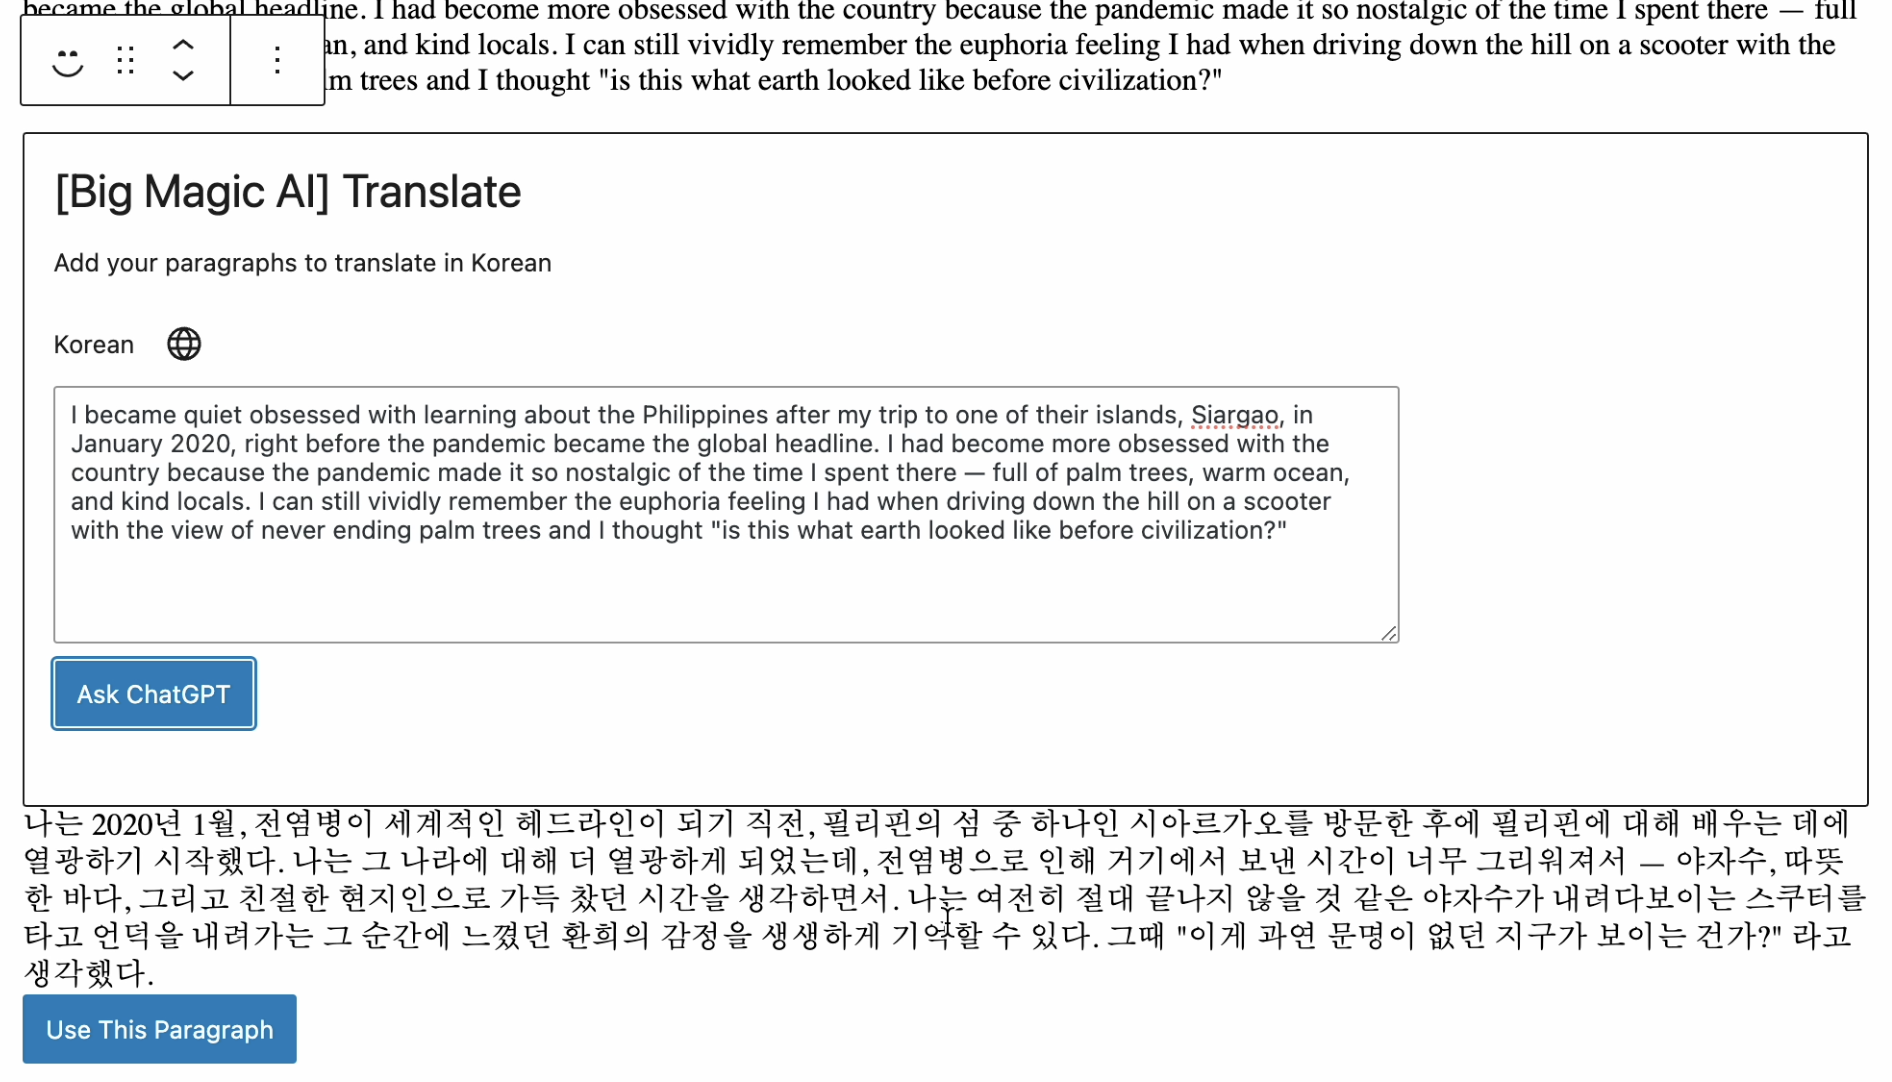 became the global headline. I had become more obsessed with the country because the pandemic made it so nostalgic of the time I spent there — full
an, and kind locals. I can still vividly remember the euphoria feeling I had when driving down the hill on a scooter with the
lm trees and I thought "is this what earth looked like before civilization?"
[Big Magic AI] Translate
Add your paragraphs to translate in Korean
Korean
I became quiet obsessed with learning about the Philippines after my trip to one of their islands, Siargao, in
January 2020, right before the pandemic became the global headline. I had become more obsessed with the
country because the pandemic made it so nostalgic of the time I spent there — full of palm trees, warm ocean,
and kind locals. I can still vividly remember the euphoria feeling I had when driving down the hill on a scooter
with the view of never ending palm trees and I thought "is this what earth looked like before civilization?"
Ask ChatGPT
나는 2020년 1월, 전염병이 세계적인 헤드라인이 되기 직전, 필리핀의 섬 중 하나인 시아르가오를 방문한 후에 필리핀에 대해 배우는 데에
열광하기 시작했다. 나는 그 나라에 대해 더 열광하게 되었는데, 전염병으로 인해 거기에서 보낸 시간이 너무 그리워져서 — 야자수, 따뜻
한 바다, 그리고 친절한 현지인으로 가득 찼던 시간을 생각하면서. 나는 여전히 절대 끝나지 않을 것 같은 야자수가 내려다보이는 스쿠터를
타고 언덕을 내려가는 그 순간에 느꼈던 환희의 감정을 생생하게 기억할 수 있다. 그때 "이게 과연 문명이 없던 지구가 보이는 건가?" 라고
생각했다.
Use This Paragraph